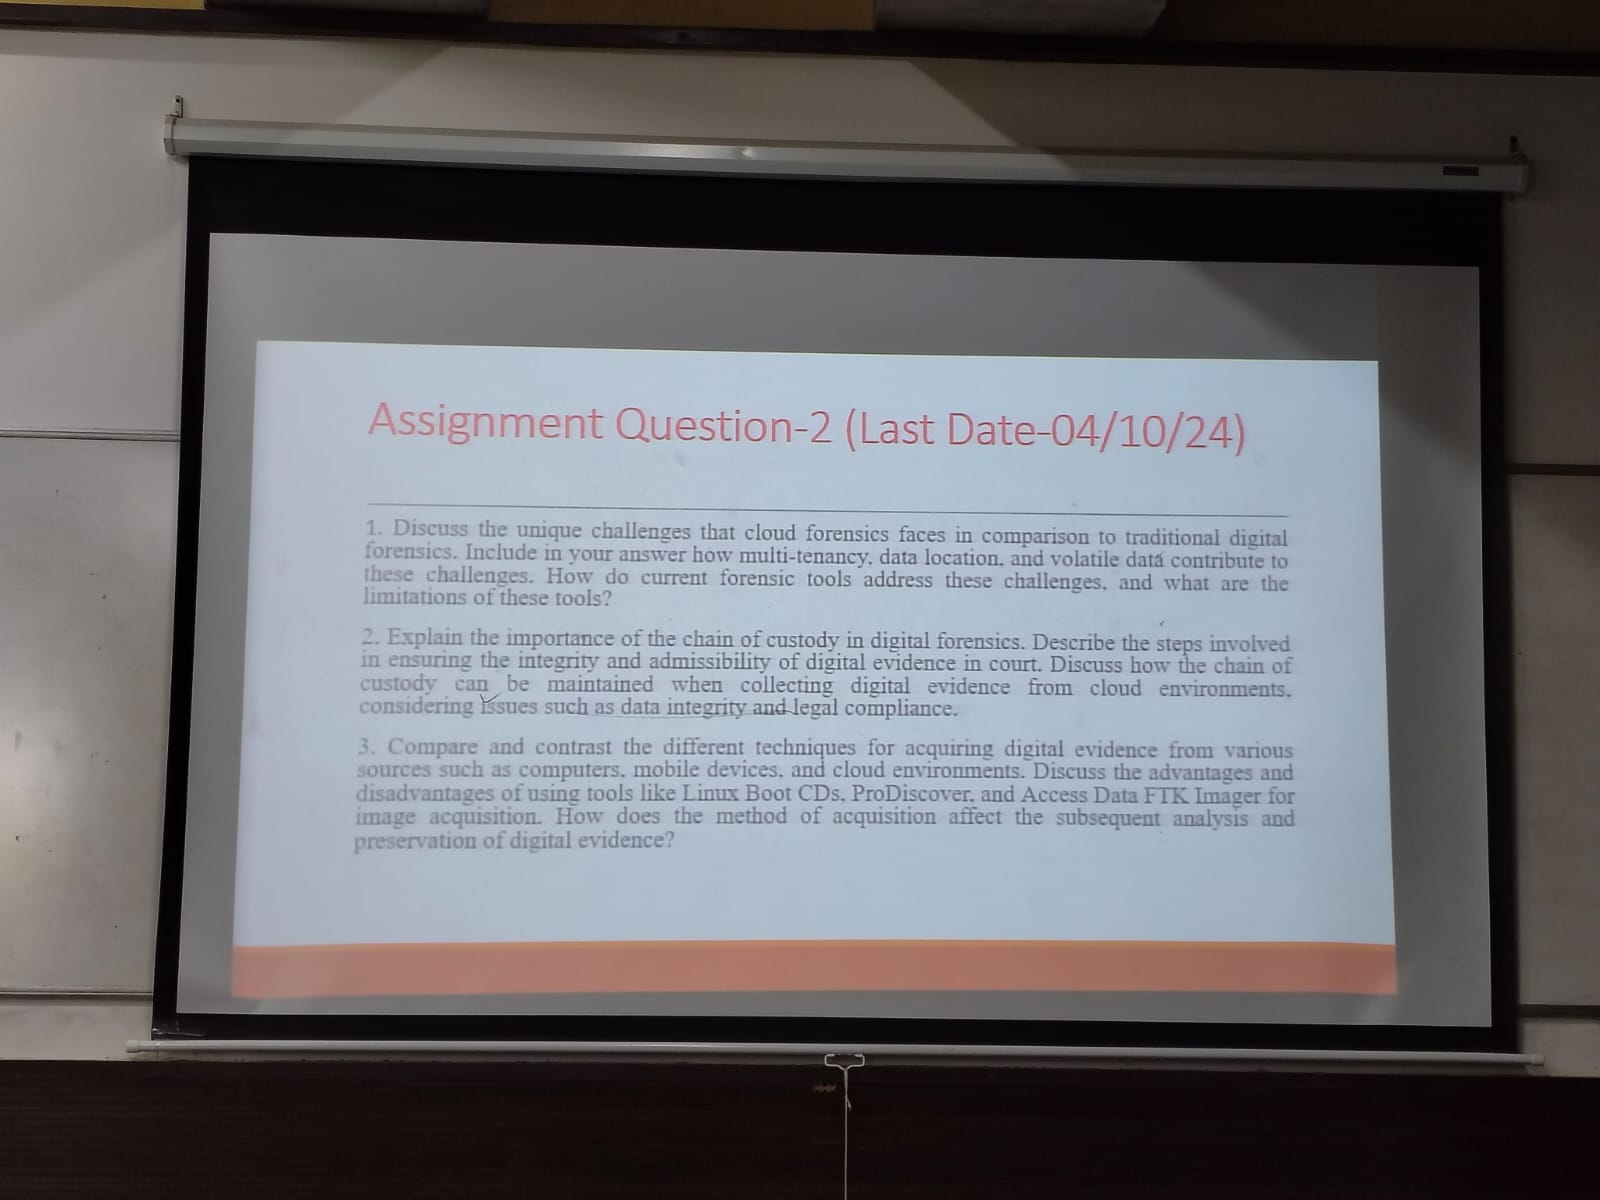 Assignment Question-2 (Last Date-04/10/24)
1. Discuss the unique challenges that cloud forensics faces in comparison to traditional digital
forensics. Include in your answer how multi-tenancy, data location, and volatile data contribute to
these challenges. How do current forensic tools address these challenges, and what are the
limitations of these tools?
2. Explain the importance of the chain of custody in digital forensics. Describe the steps involved
in ensuring the integrity and admissibility of digital evidence in court. Discuss how the chain of
custody can be maintained when collecting digital evidence from cloud environments,
considering issues such as data integrity and legal compliance.
3. Compare and contrast the different techniques for acquiring digital evidence from various
sources such as computers, mobile devices, and cloud environments. Discuss the advantages and
disadvantages of using tools like Linux Boot CDs, ProDiscover, and Access Data FTK Imager for
image acquisition. How does the method of acquisition affect the subsequent analysis and
preservation of digital evidence?